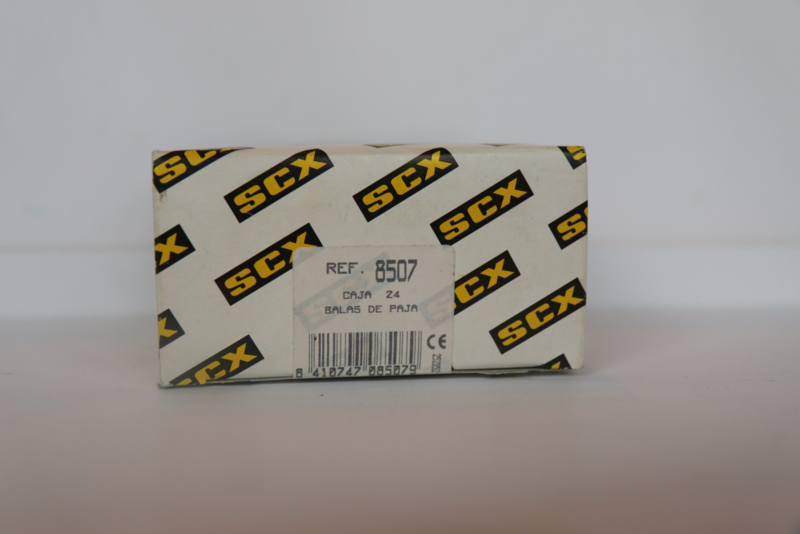 SCX
SCX
SCX
SCX
SCX
SCX
SCX
SCX
SCX
REF. 8507
CAJA 24
BALAS DE PAJA
CE
8 410747 085079